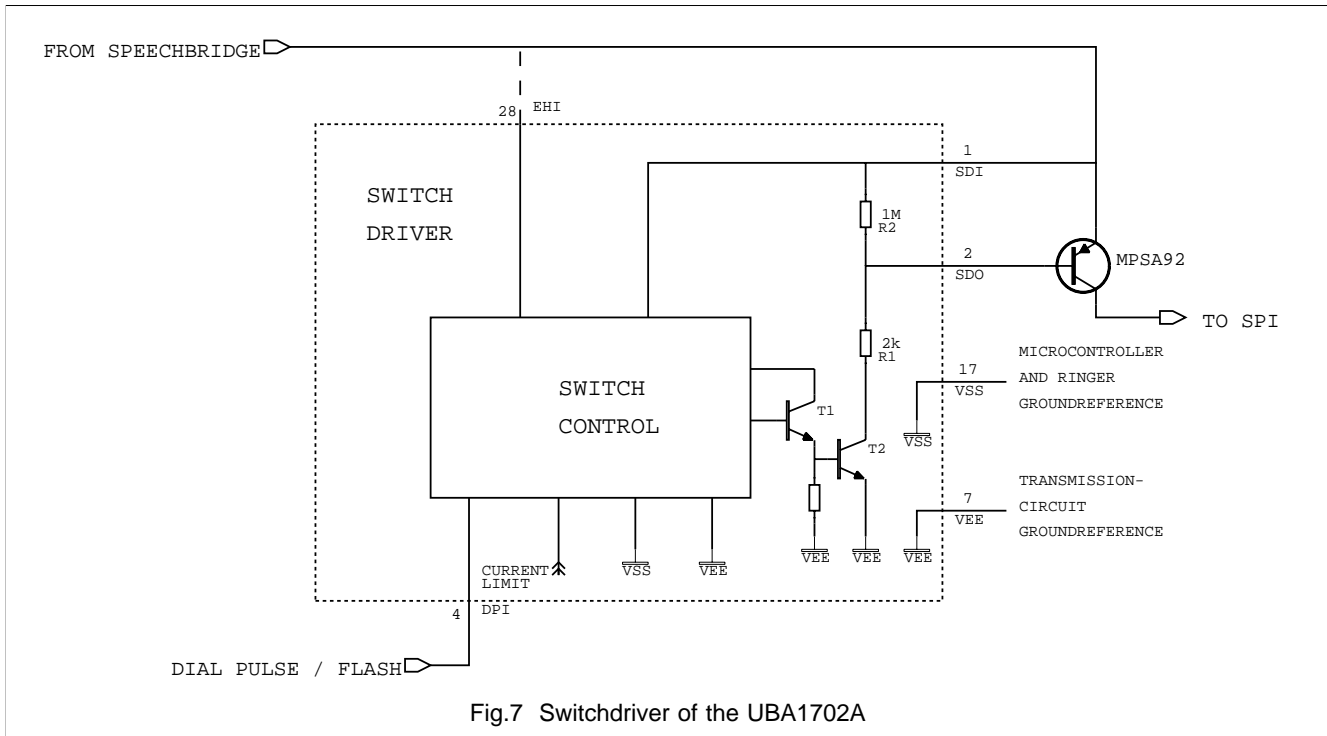 FROM SPEECHBRIDGE
28
EHI
1
SDI
SWITCH
DRIVER
1M
R2
2
SDO
MPSA92
TO SPI
2k
R1
MICROCONTROLLER
17
AND RINGER
VSS
GROUNDREFERENCE
SWITCH
CONTROL
T1
VSS
T2
TRANSMISSION-
7
CIRCUIT
VEE
GROUNDREFERENCE
VEE
VEE
VEE
CURRENT
LIMIT
VSS
VEE
4
DPI
DIAL PULSE / FLASH
Fig.7 Switchdriver of the UBA1702A